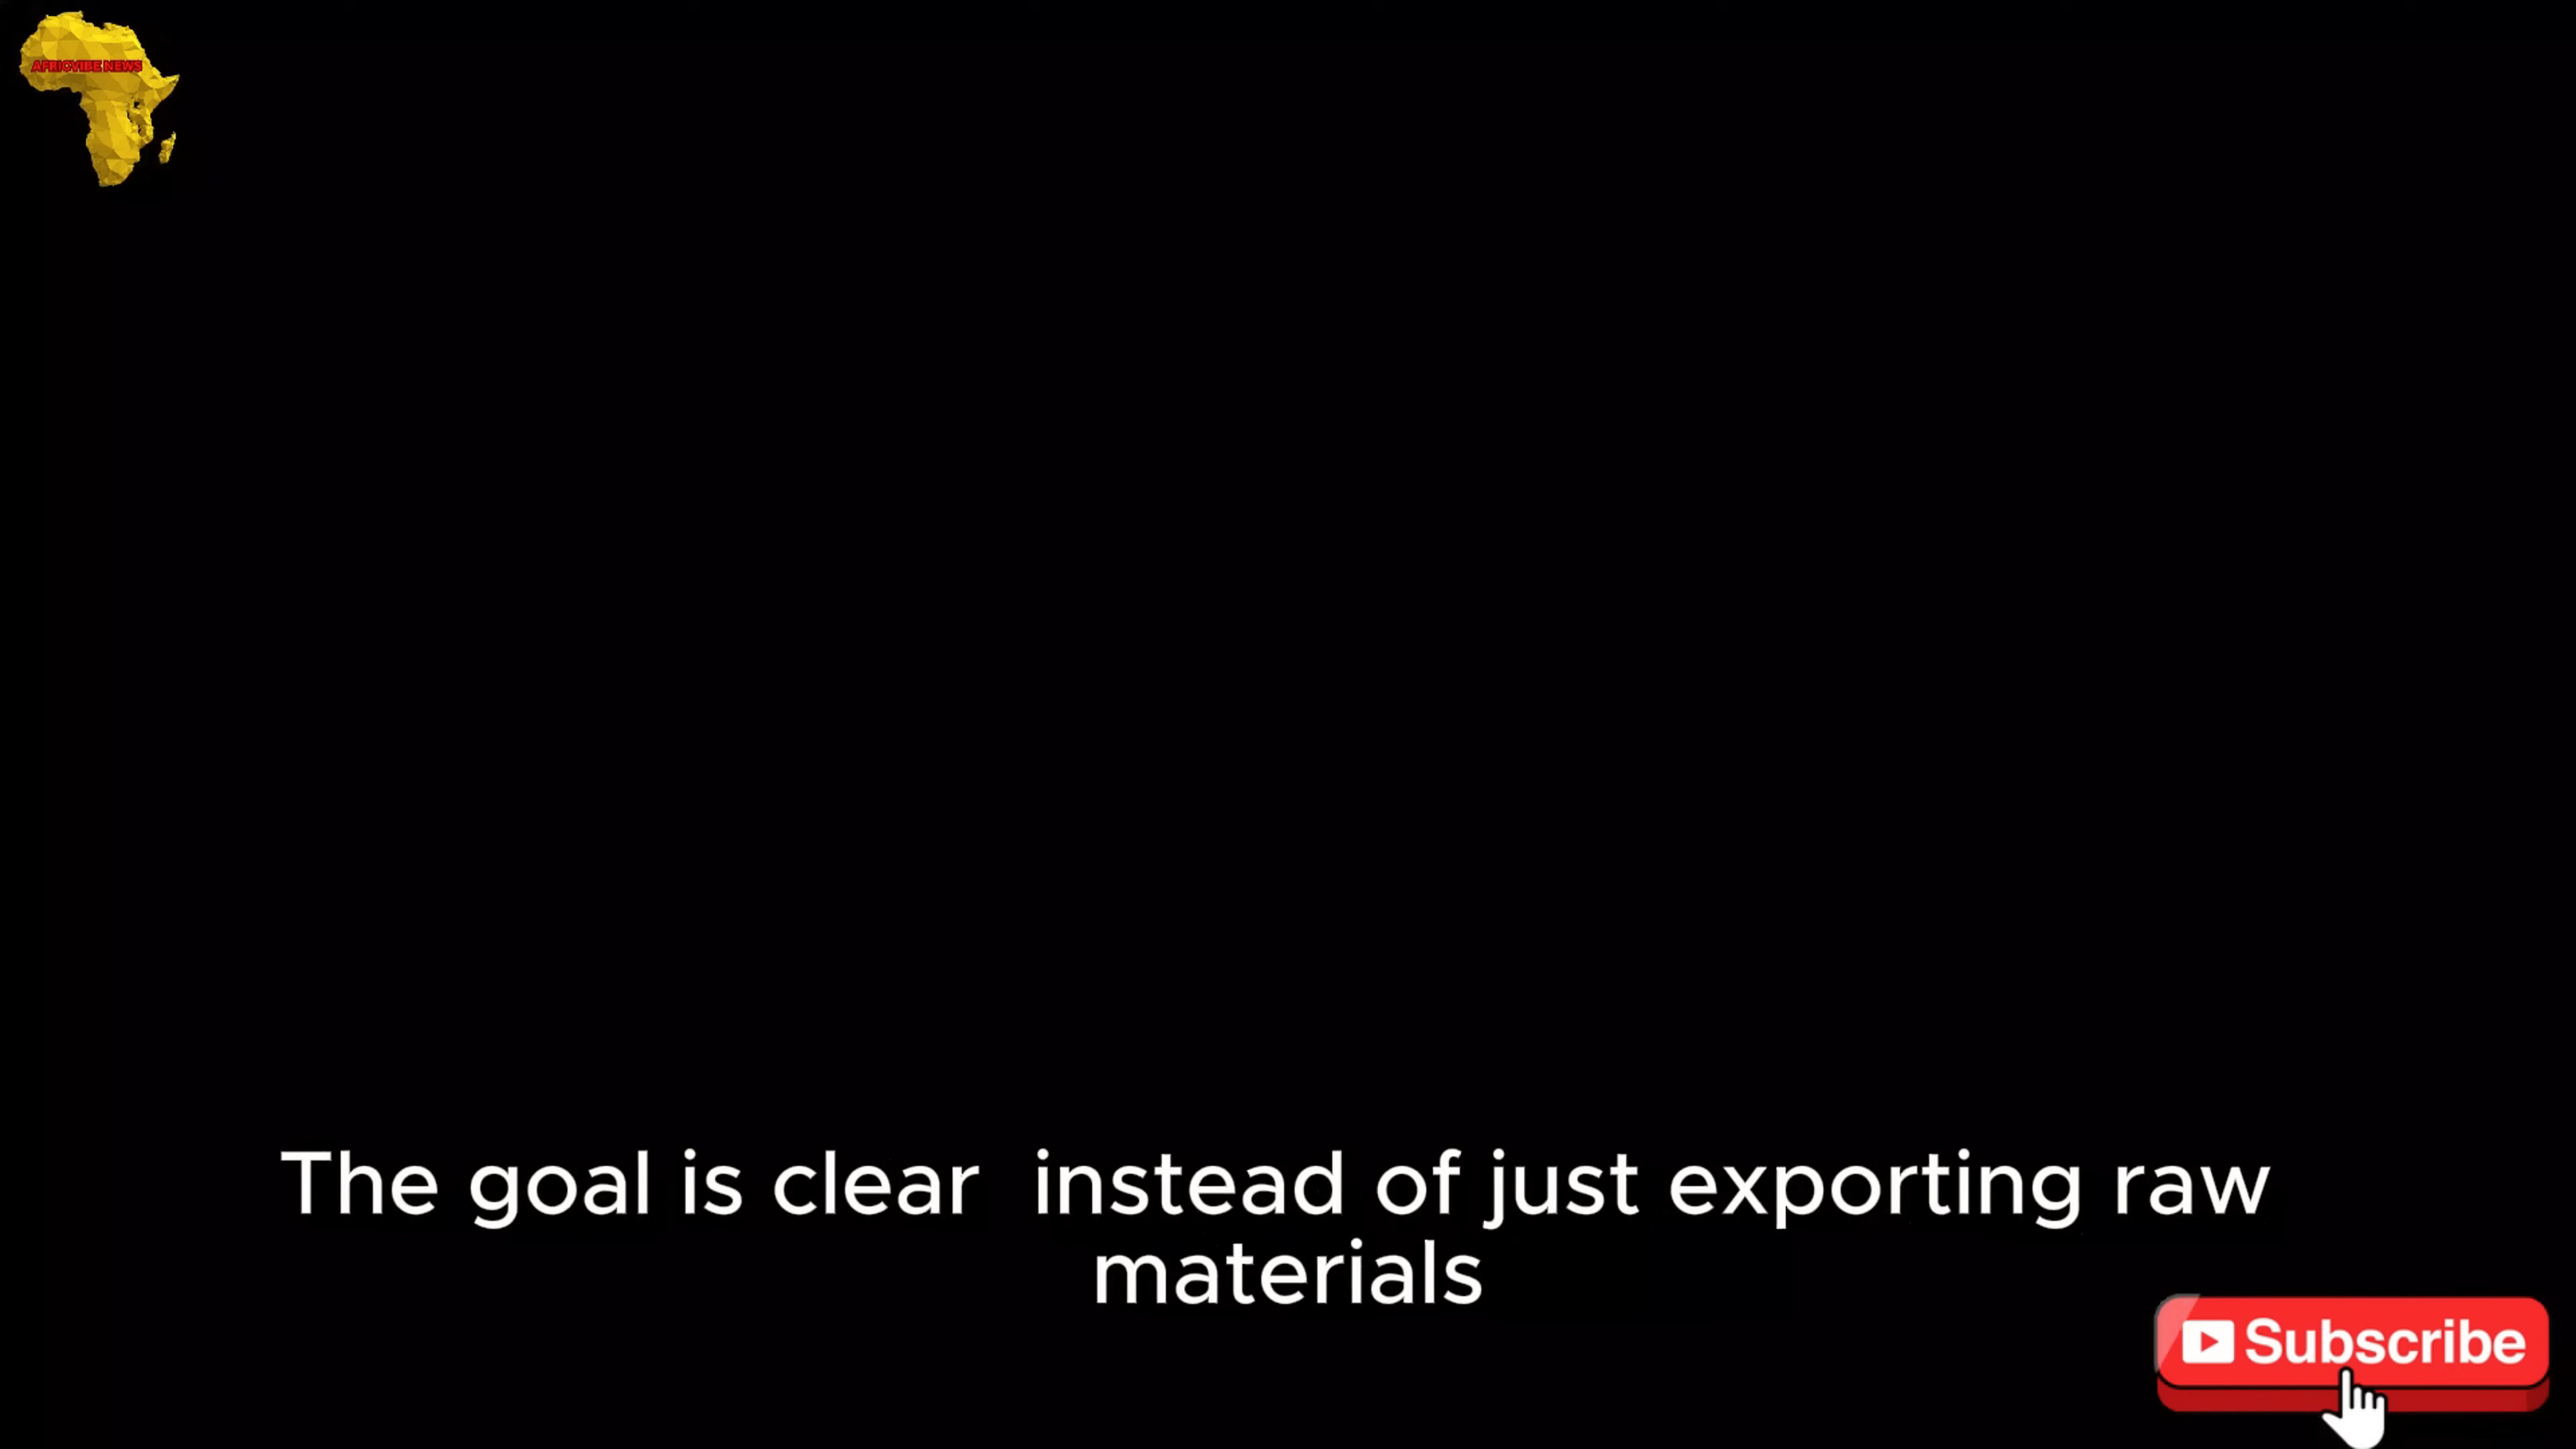 AFRICVIBE NEWS
The goal is clear  instead of just exporting raw
materials
Subscribe